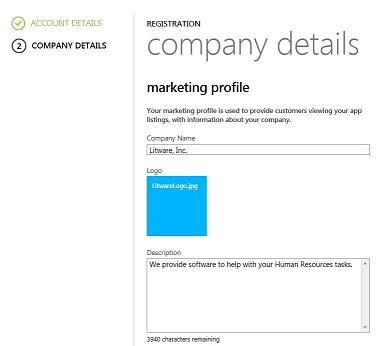 ACCOUNT DETAILS
2 COMPANY DETAILS
REGISTRATION
company details
marketing profile
Your marketing profile is used to provide customers viewing your app
listings, with information about your company.
Company Name
Litware, Inc.
Logo
LitwareLogo.jpg
Description
We provide software to help with your Human Resources tasks.
3940 characters remaining